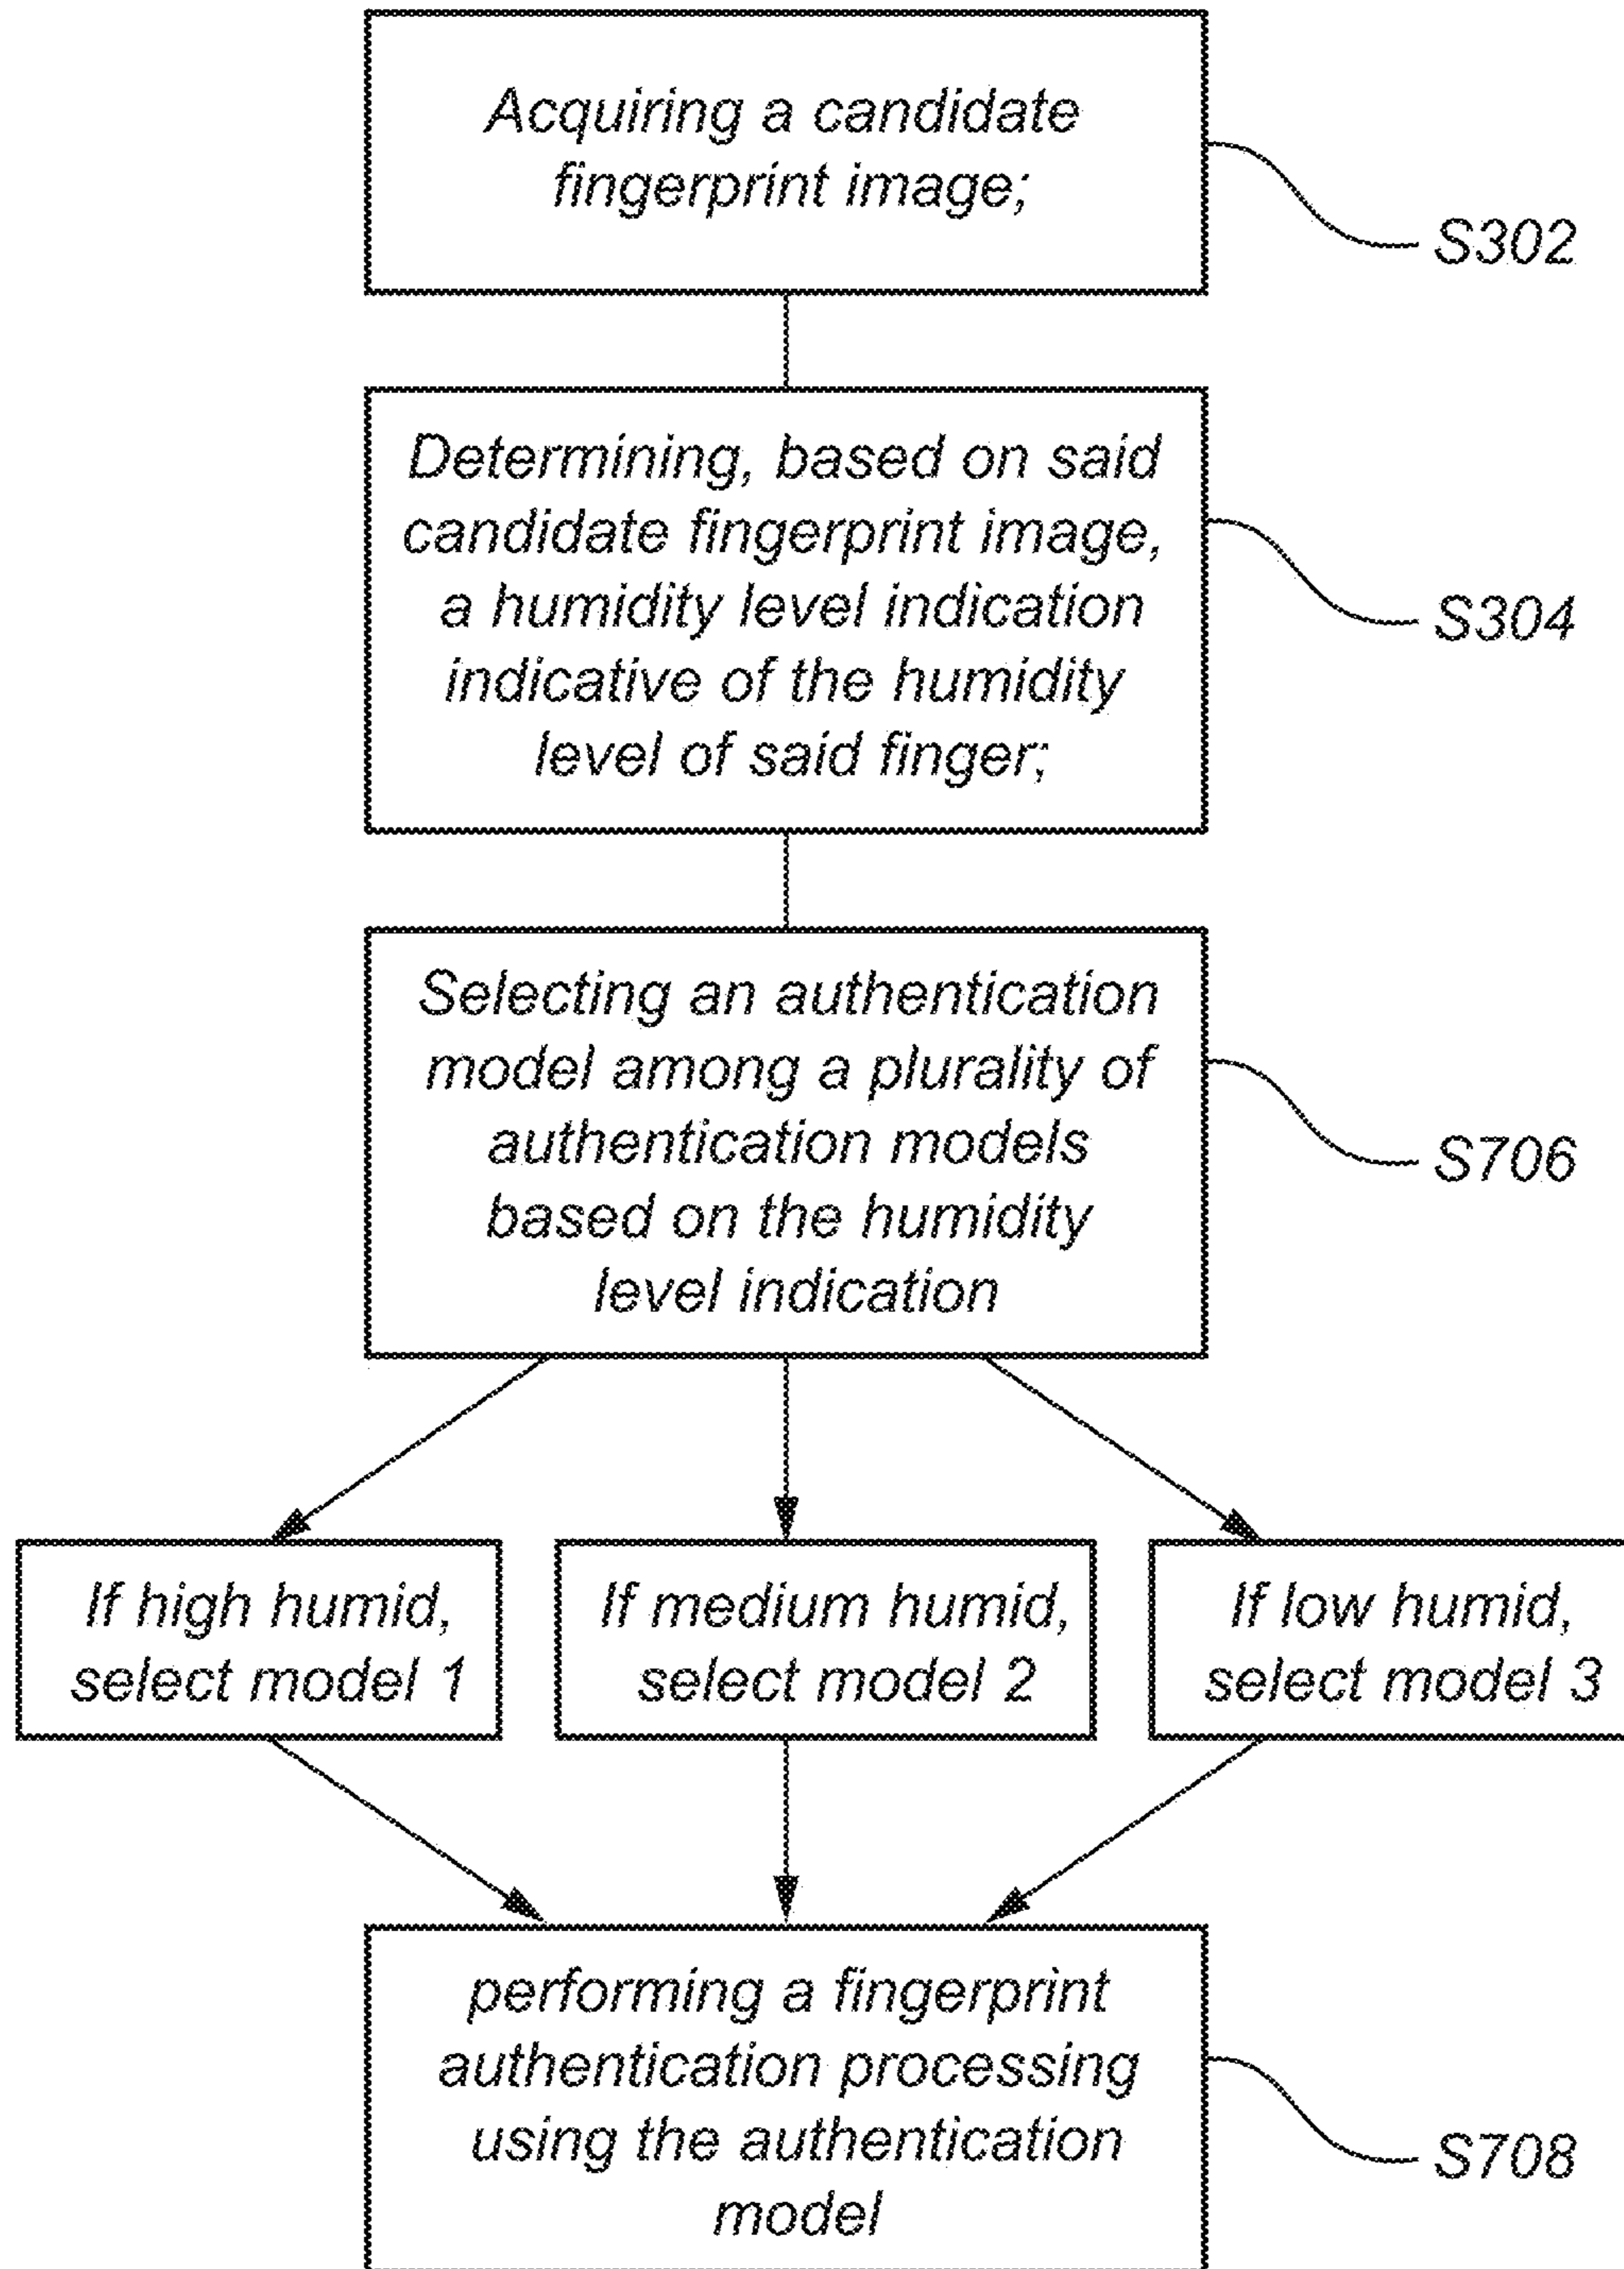 Acquiring a candidate
fingerprint image;
S302
Determining, based on said
candidate fingerprint image,
a humidity level indication
indicative of the humidity
level of said finger;
S304
Selecting an authentication
model among a plurality of
authentication models
based on the humidity
level indication
S706
If high humid,
select model 1
If medium humid,
select model 2
If low humid,
select model 3
performing a fingerprint
authentication processing
using the authentication
model
S708